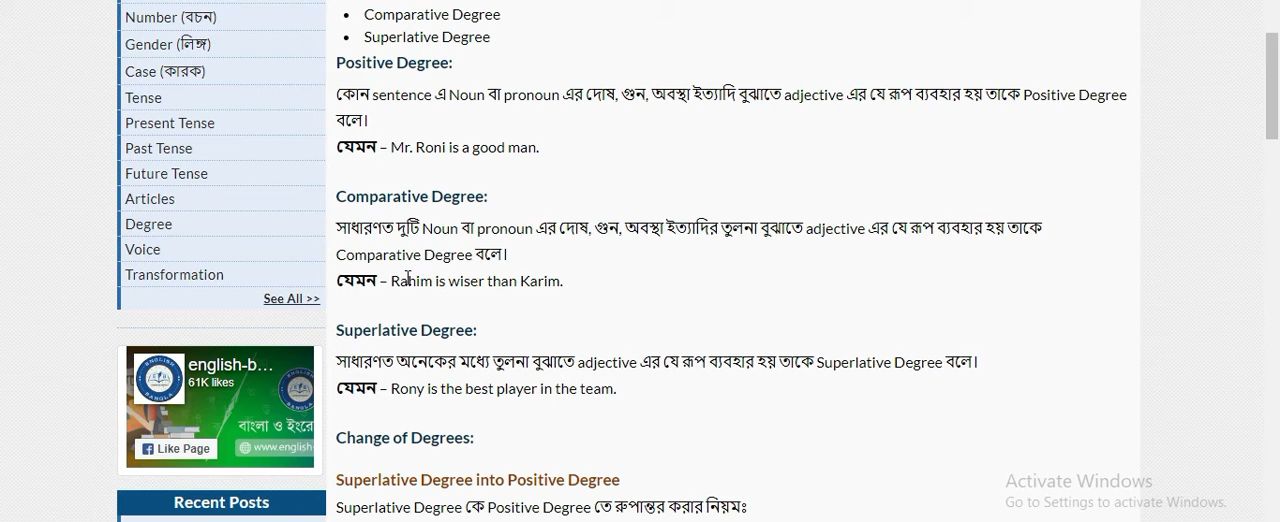 Number (বচন)
Gender (লিঙ্গ)
Case (কারক)
Tense
Present Tense
Past Tense
Future Tense
Articles
Degree
Voice
Transformation
See All >>
english-b...
61K likes
বাংলা ও ইংরে
Like Page
www.english
Recent Posts
Comparative Degree
Superlative Degree
Positive Degree:
কোন sentence এ Noun বা pronoun এর দোষ, গুন, অবস্থা ইত্যাদি বুঝাতে adjective এর যে রূপ ব্যবহার হয় তাকে Positive Degree
বলে।
যেমন – Mr. Roni is a good man.
Comparative Degree:
সাধারণত দুটি Noun বা pronoun এর দোষ, গুন, অবস্থা ইত্যাদির তুলনা বুঝাতে adjective এর যে রূপ ব্যবহার হয় তাকে
Comparative Degree বলে।
যেমন – Rahim is wiser than Karim.
Superlative Degree:
সাধারণত অনেকের মধ্যে তুলনা বুঝাতে adjective এর যে রূপ ব্যবহার হয় তাকে Superlative Degree বলে।
যেমন – Rony is the best player in the team.
Change of Degrees:
Superlative Degree into Positive Degree
Superlative Degree কে Positive Degree তে রুপান্তর করার নিয়মঃ
Activate Windows
Go to Settings to activate Windows.